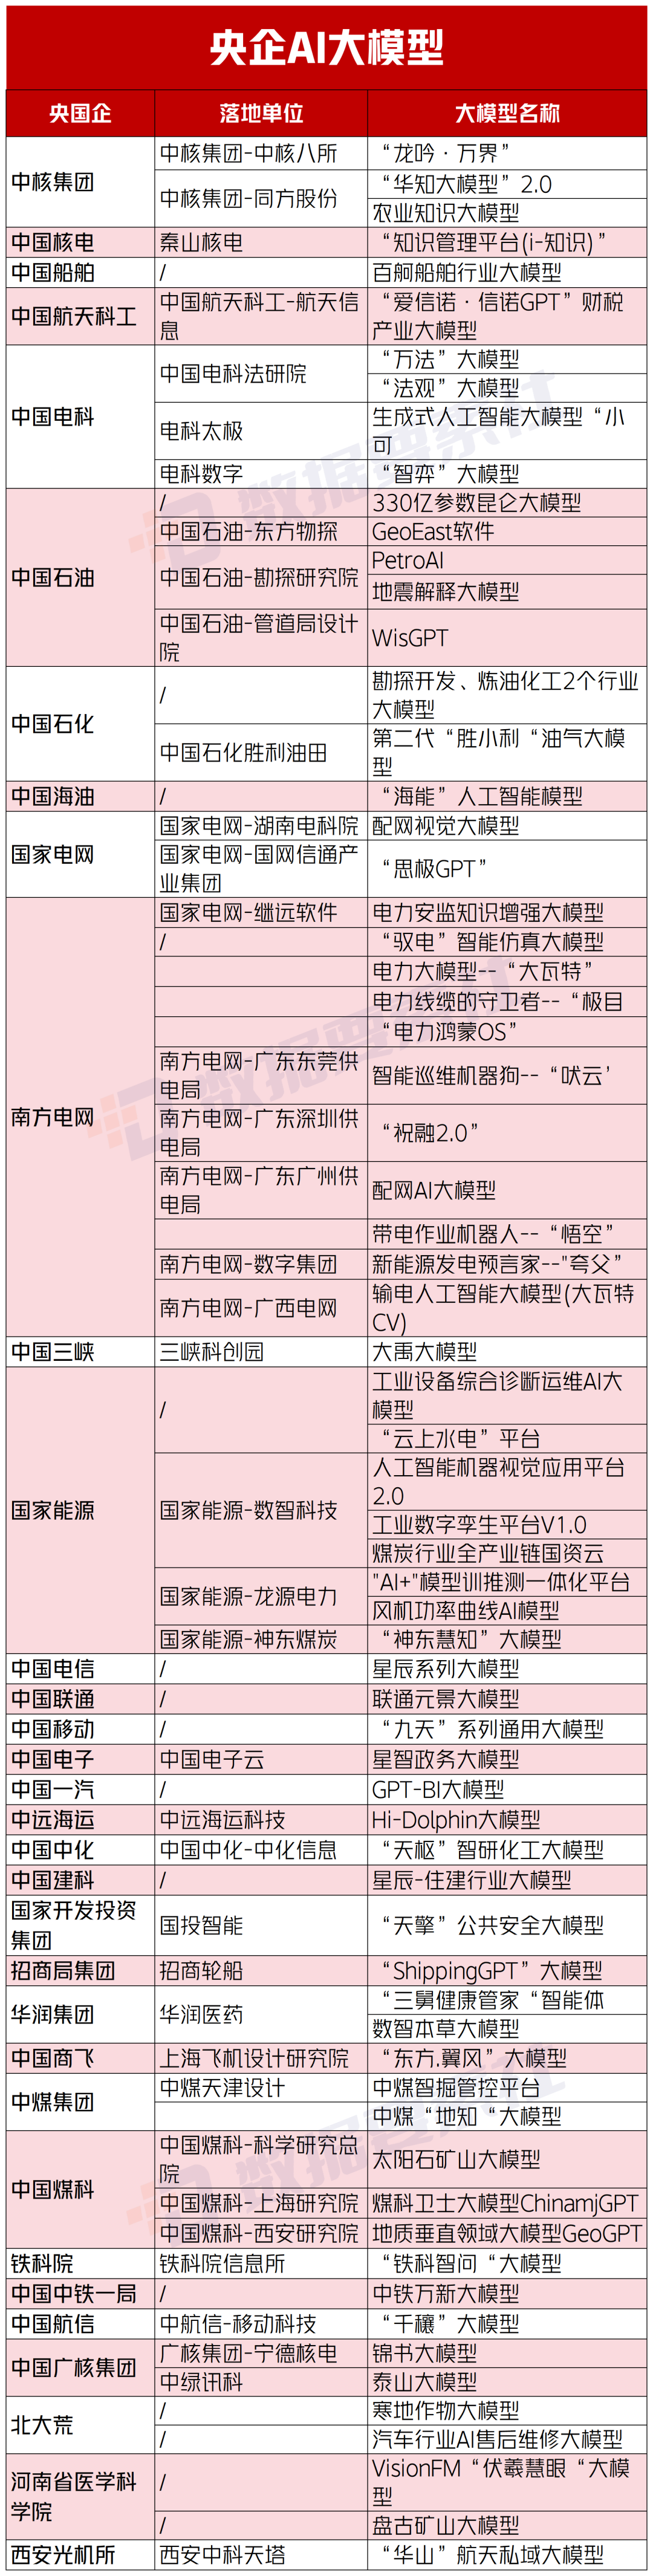 央企AI大模型
央国企 落地单位 大模型名称
中核集团
中核集团-中核八所
“龙吟·万界”
中核集团-同方股份
“华知大模型”2.0
农业知识大模型
中国核电
秦山核电
“知识管理平台(i-知识)”
中国船舶
/
百舸船舶行业大模型
中国航天科工
中国航天科工-航天信
息
“爱信诺·信诺GPT”财税
产业大模型
中国电科
中国电科法研院
“万法”大模型
“法观”大模型
电科太极
生成式人工智能大模型“小
可
电科数字
“智弈”大模型
中国石油
/
330亿参数昆仑大模型
中国石油-东方物探
GeoEast软件
中国石油-勘探研究院
PetroAI
地震解释大模型
中国石油-管道局设计
院
WisGPT
中国石化
/
勘探开发、炼油化工2个行业
大模型
中国石化胜利油田
第二代“胜小利“油气大模
型
中国海油
/
“海能”人工智能模型
国家电网
国家电网-湖南电科院
配网视觉大模型
国家电网-国网信通产
业集团
“思极GPT”
南方电网
国家电网-继远软件
电力安监知识增强大模型
/
“驭电”智能仿真大模型
电力大模型--“大瓦特”
电力线缆的守卫者--“极目
“电力鸿蒙OS”
南方电网-广东东莞供
电局
智能巡维机器狗--“吠云’
南方电网-广东深圳供
电局
“祝融2.0”
南方电网-广东广州供
电局
配网AI大模型
带电作业机器人--“悟空”
南方电网-数字集团
新能源发电预言家--"夸父”
南方电网-广西电网
输电人工智能大模型(大瓦特
CV)
中国三峡
三峡科创园
大禹大模型
国家能源
/
工业设备综合诊断运维AI大
模型
“云上水电”平台
国家能源-数智科技
人工智能机器视觉应用平台
2.0
工业数字孪生平台V1.0
煤炭行业全产业链国资云
国家能源-龙源电力
"AI+"模型训推测一体化平台
风机功率曲线AI模型
国家能源-神东煤炭
“神东慧知”大模型
中国电信
/
星辰系列大模型
中国联通
/
联通元景大模型
中国移动
/
“九天”系列通用大模型
中国电子
中国电子云
星智政务大模型
中国一汽
/
GPT-BI大模型
中远海运
中远海运科技
Hi-Dolphin大模型
中国中化
中国中化-中化信息
“天枢”智研化工大模型
中国建科
/
星辰-住建行业大模型
国家开发投资
集团
国投智能
“天擎”公共安全大模型
招商局集团
招商轮船
“ShippingGPT”大模型
华润集团
华润医药
“三舅健康管家“智能体
数智本草大模型
中国商飞
上海飞机设计研究院
“东方.翼风”大模型
中煤集团
中煤天津设计
中煤智掘管控平台
中煤“地知“大模型
中国煤科
中国煤科-科学研究总
院
太阳石矿山大模型
中国煤科-上海研究院
煤科卫士大模型ChinamjGPT
中国煤科-西安研究院
地质垂直领域大模型GeoGPT
铁科院
铁科院信息所
“铁科智问“大模型
中国中铁一局
/
中铁万新大模型
中国航信
中航信-移动科技
“千穰”大模型
中国广核集团
广核集团-宁德核电
锦书大模型
中绿讯科
泰山大模型
北大荒
/
寒地作物大模型
/
汽车行业AI售后维修大模型
河南省医学科
学院
/
VisionFM“伏羲慧眼“大模
型
/
盘古矿山大模型
西安光机所
西安中科天塔
“华山”航天私域大模型
数据要素社
数据要素社
数据要素社